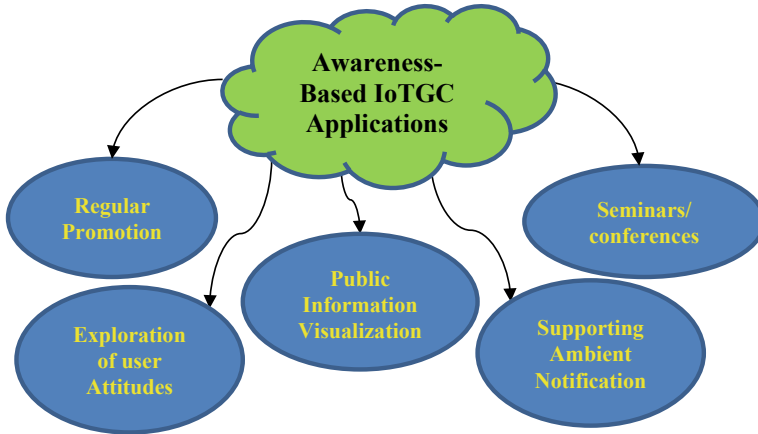 Awareness-
Based IoTGC
Applications
Regular
Promotion
Seminars/
conferences
Public
Information
Visualization
Exploration
of user
Attitudes
Supporting
Ambient
Notification